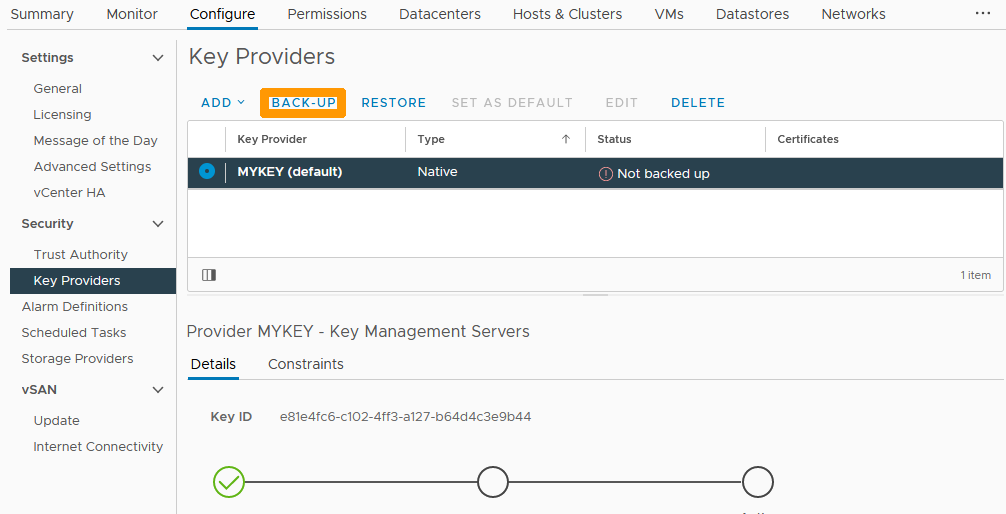 Summary Monitor Configure Permissions Datacenters Hosts & Clusters VMs Datastores Networks ...
Settings
General
Licensing
Message of the Day
Advanced Settings
vCenter HA
Security
Trust Authority
Key Providers
Alarm Definitions
Scheduled Tasks
Storage Providers
vSAN
Update
Internet Connectivity
Key Providers
ADD BACK-UP RESTORE SET AS DEFAULT EDIT DELETE
Key Provider Type Status Certificates
MYKEY (default) Native Not backed up
1 item
Provider MYKEY - Key Management Servers
Details Constraints
Key ID e81e4fc6-c102-4ff3-a127-b64d4c3e9b44